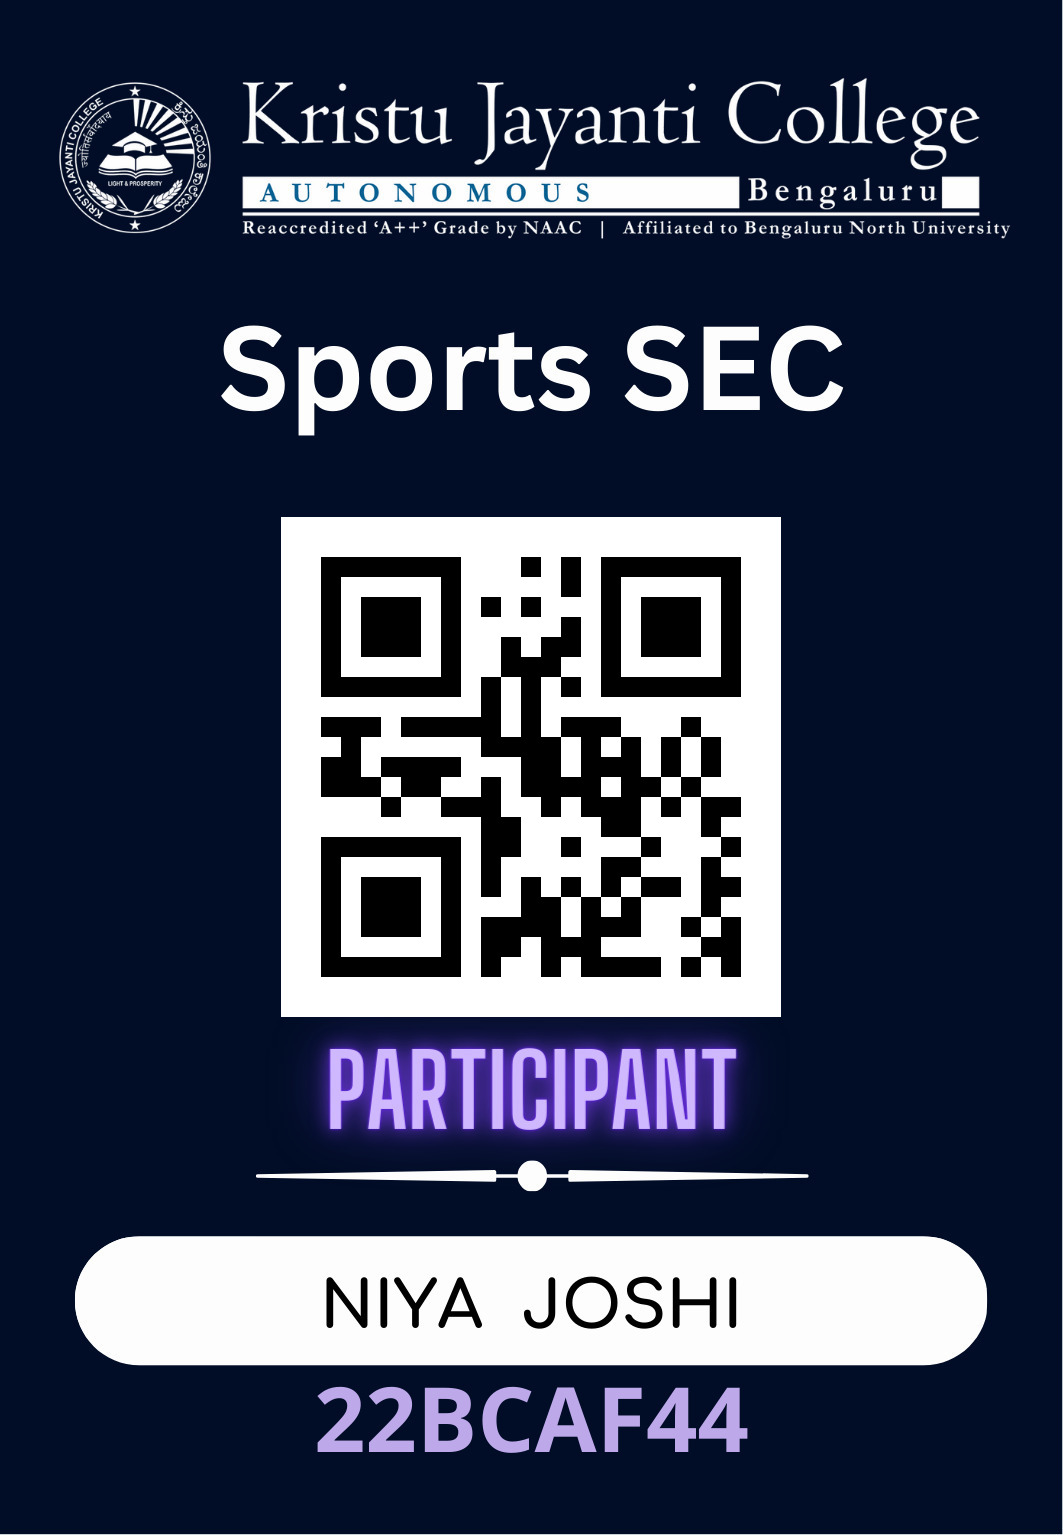 KRISTU JAYANTI COLLEGE
ಕ್ರಿಸ್ತು ಜಯಂತಿ ಕಾಲೇಜು
LIGHT & PROSPERITY
Kristu Jayanti College
AUTONOMOUS Bengaluru
Reaccredited ‘A++’ Grade by NAAC | Affiliated to Bengaluru North University
Sports SEC
PARTICIPANT
NIYA JOSHI
22BCAF44